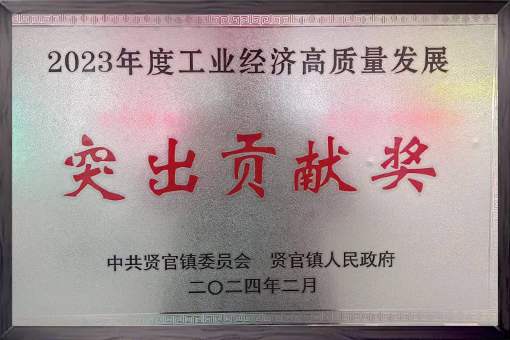 2023年度工业经济高质量发展
突出贡献奖
中共贤官镇委员会 贤官镇人民政府
二〇二四年二月